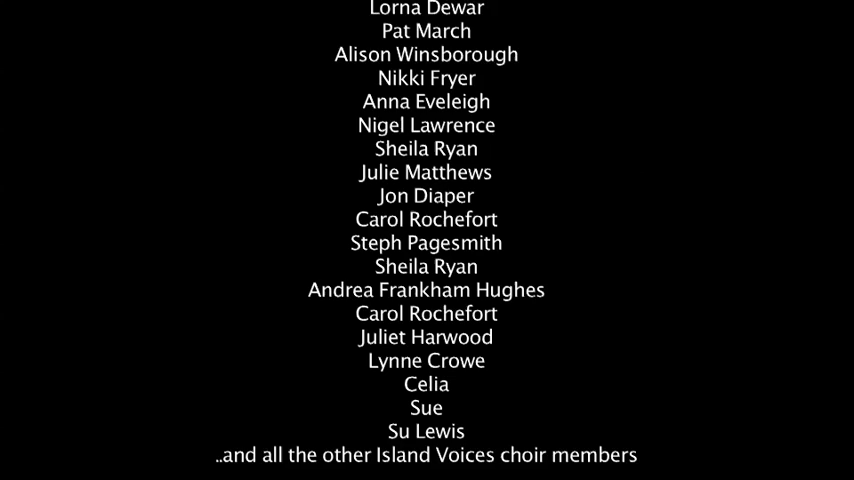 Lorna Dewar
Pat March
Alison Winsborough
Nikki Fryer
Anna Eveleigh
Nigel Lawrence
Sheila Ryan
Julie Matthews
Jon Diaper
Carol Rochefort
Steph Pagesmith
Sheila Ryan
Andrea Frankham Hughes
Carol Rochefort
Juliet Harwood
Lynne Crowe
Celia
Sue
Su Lewis
..and all the other Island Voices choir members